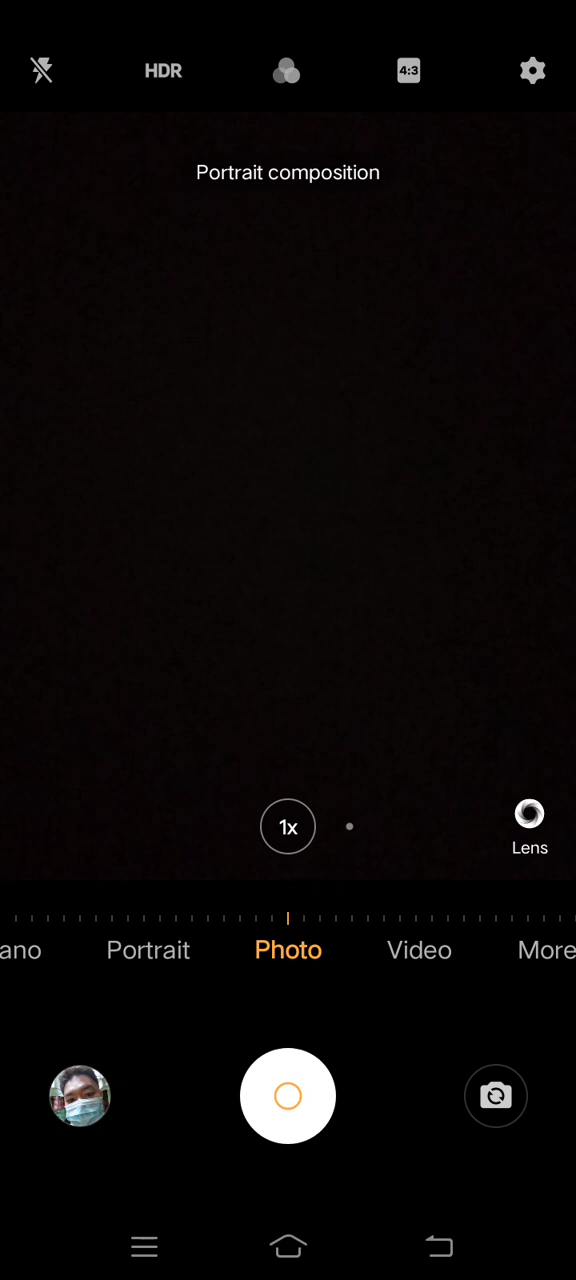 HDR
4:3
Portrait composition
1x
Lens
ano Portrait Photo Video More